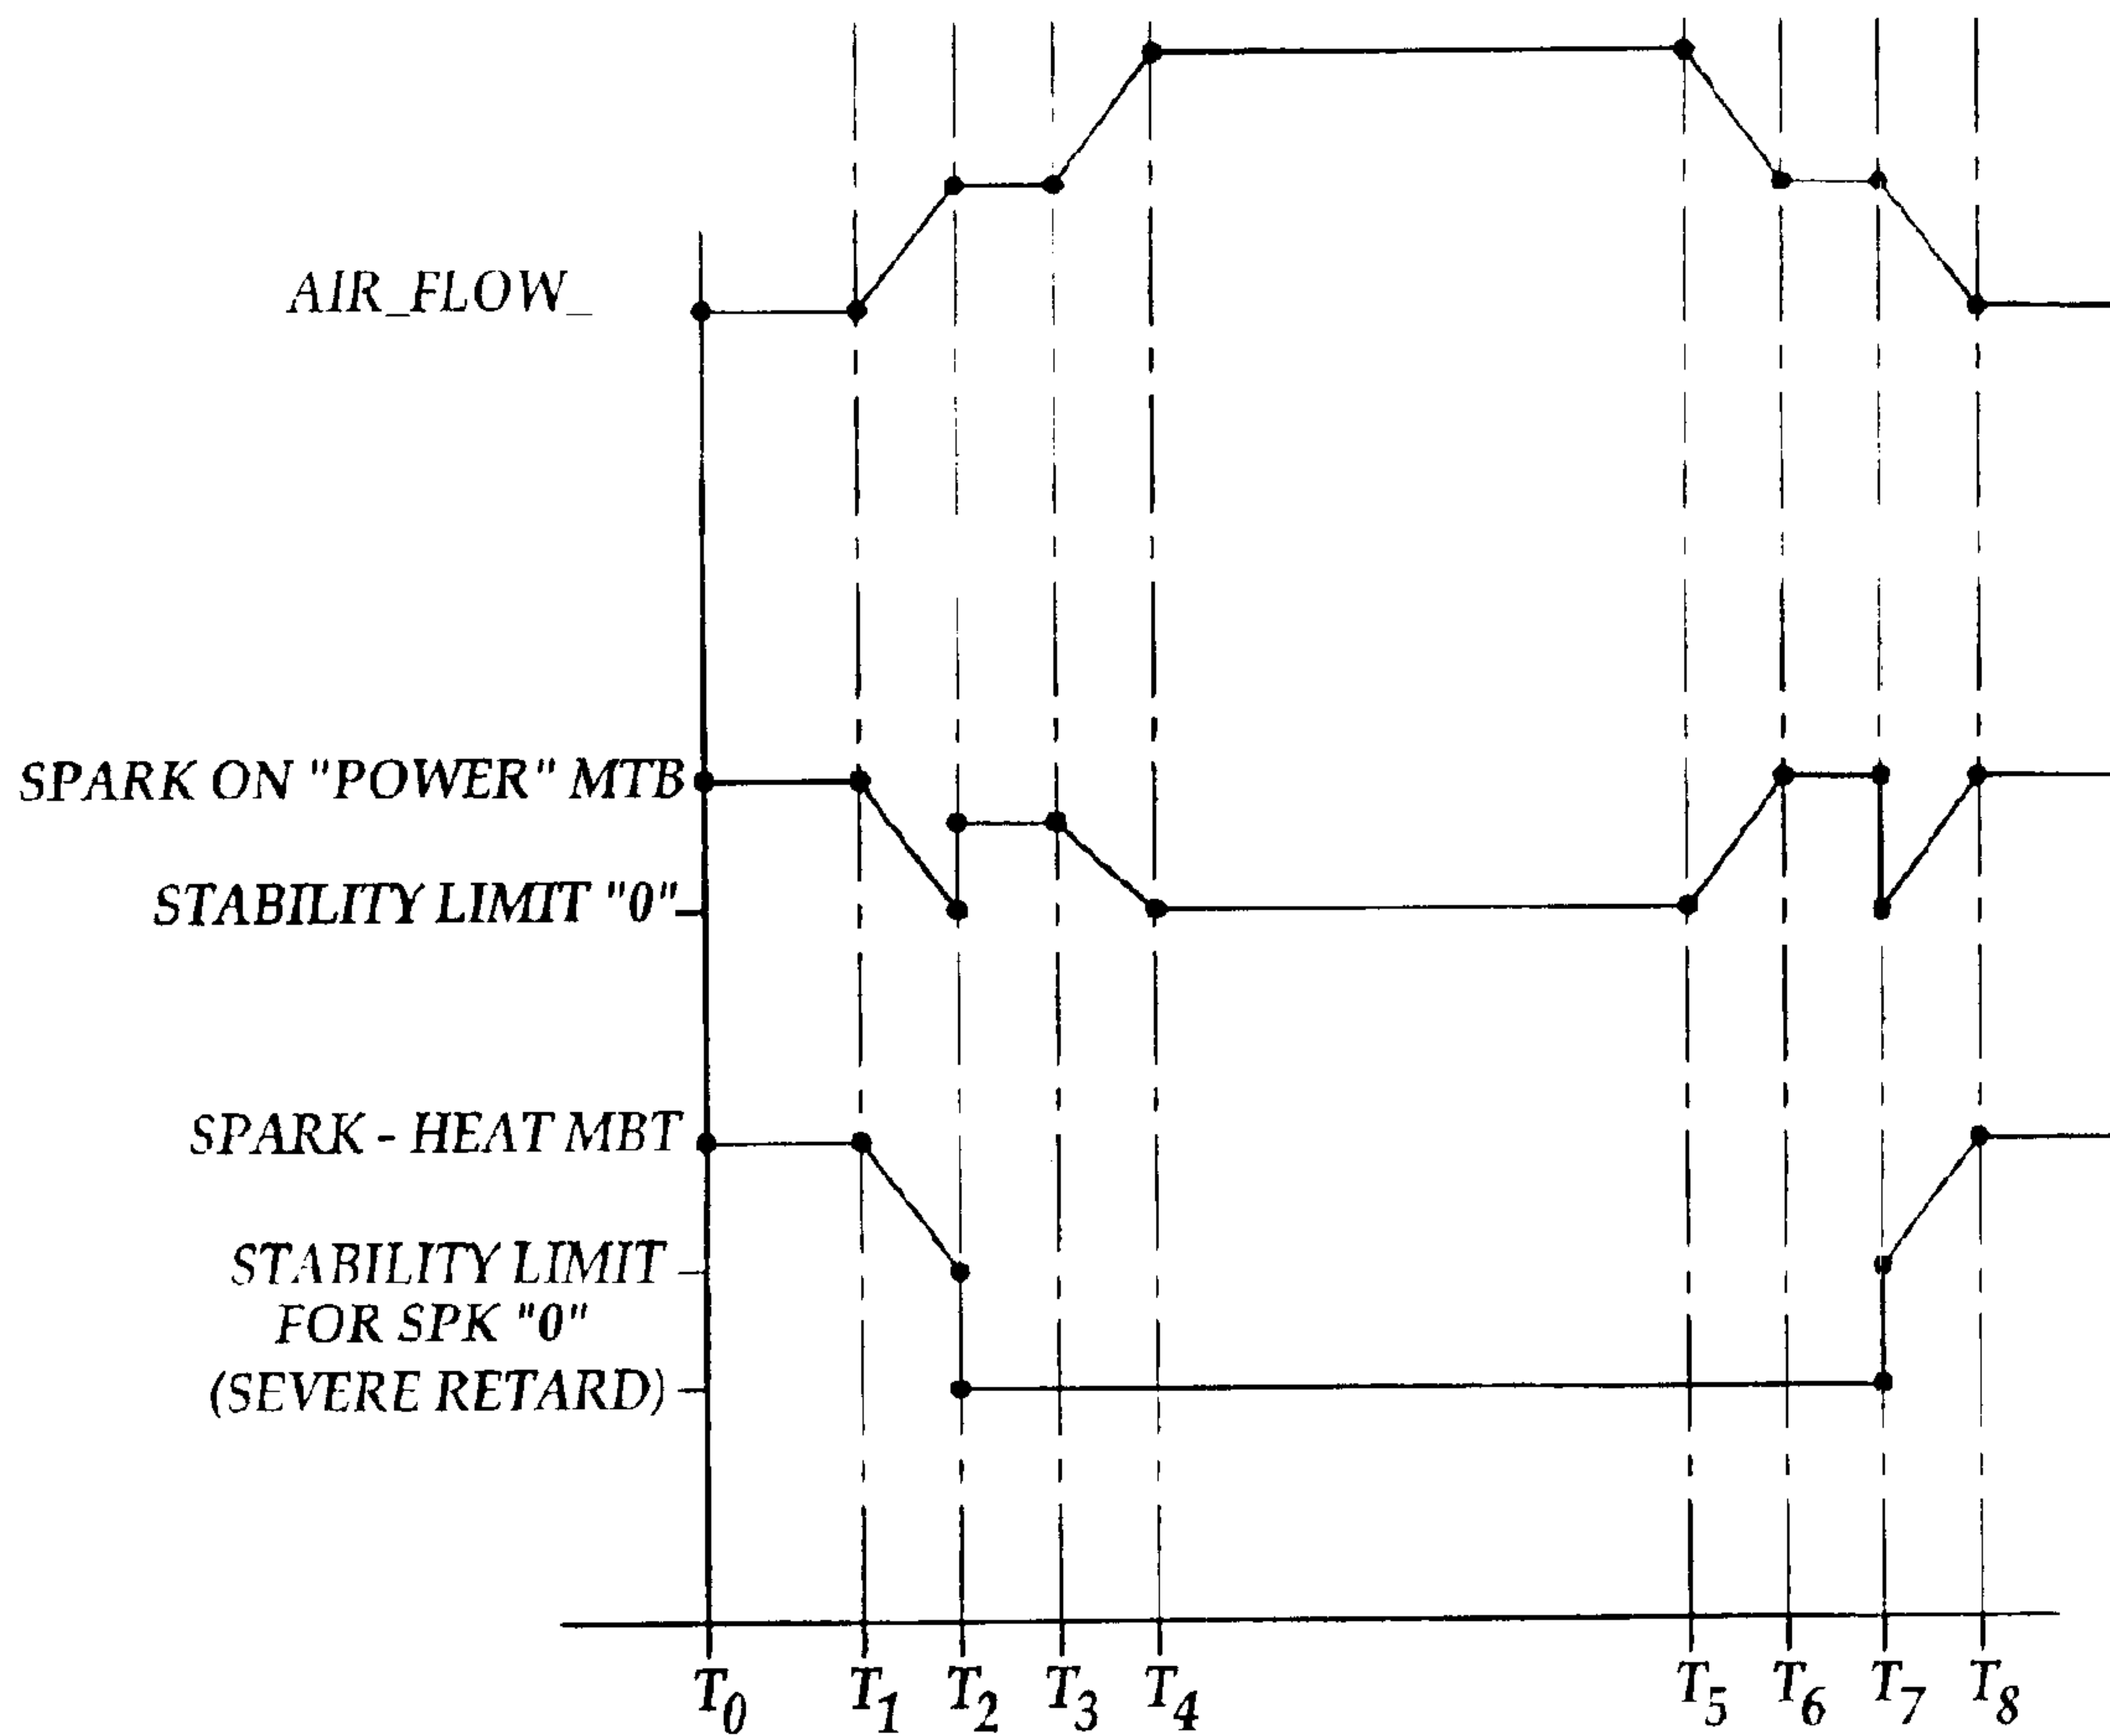 AIR_FLOW_
SPARK ON "POWER" MTB
STABILITY LIMIT "0"
SPARK - HEAT MBT
STABILITY LIMIT
FOR SPK "0"
(SEVERE RETARD)
T0 T1 T2 T3 T4 T5 T6 T7 T8